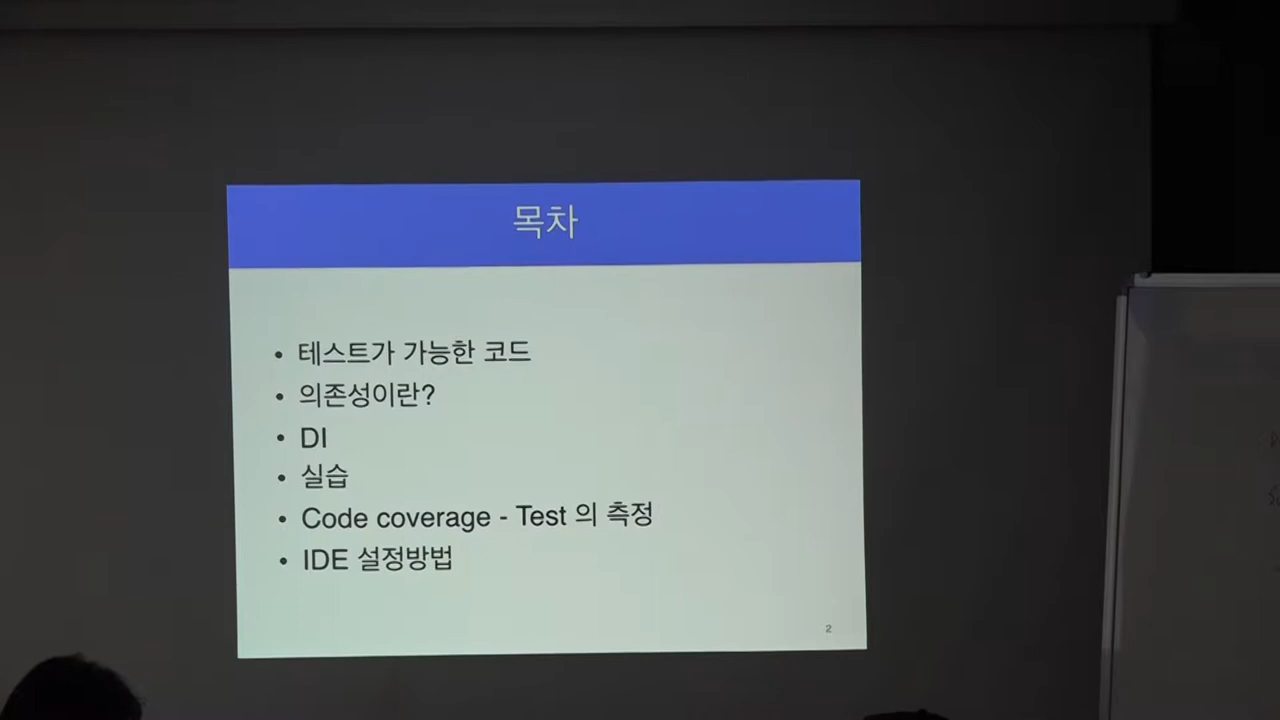 목차
• 테스트가 가능한 코드
• 의존성이란?
• DI
• 실습
• Code coverage - Test 의 측정
• IDE 설정방법
2